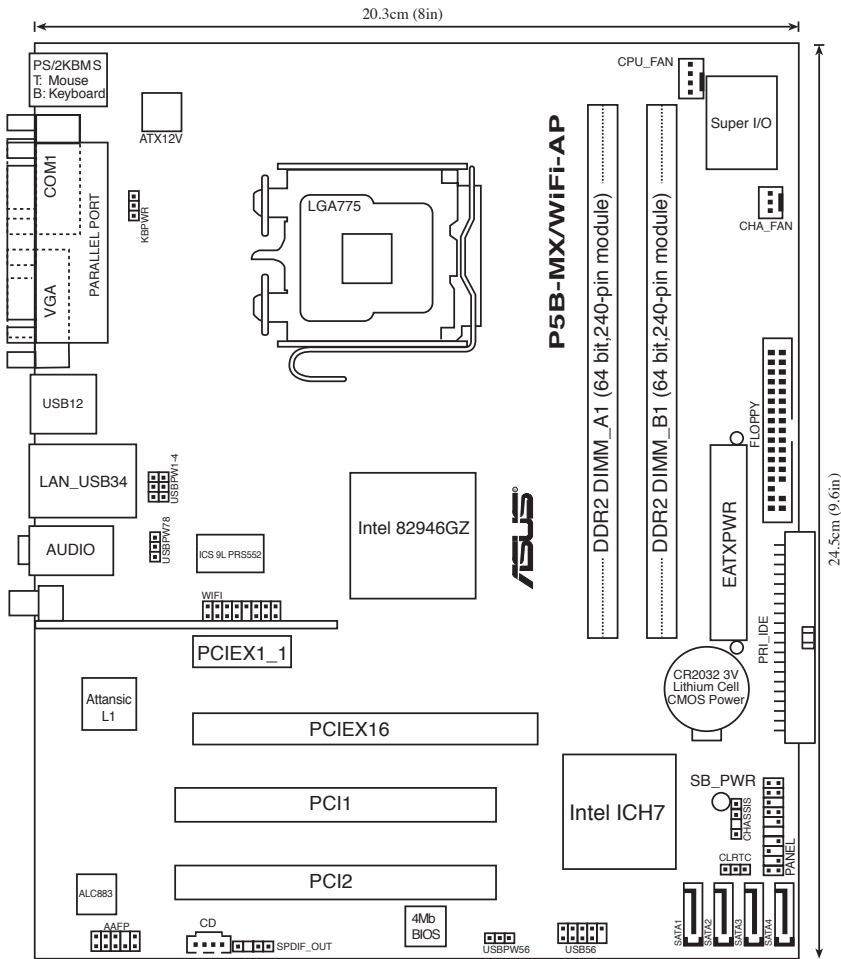 20.3cm (8in)
PS/2KBMS
T: Mouse
B: Keyboard
CPU_FAN
Super I/O
ATX12V
COM1
PARALLEL PORT
VGA
KBPWR
LGA775
P5B-MX/WiFi-AP
DDR2 DIMM_A1 (64 bit,240-pin module)
DDR2 DIMM_B1 (64 bit,240-pin module)
CHA_FAN
USB12
FLOPPY
LAN_USB34
USBPW1-4
Intel 82946GZ
ASUS
EATXPWR
24.5cm (9.6in)
AUDIO
USBPW78
ICS 9L PRS552
WIFI
PRI_IDE
PCIEX1_1
CR2032 3V
Lithium Cell
CMOS Power
Attansic
L1
PCIEX16
Intel ICH7
SB_PWR
CHASSIS
PCI1
CLRTC
PANEL
PCI2
ALC883
4Mb
BIOS
SATA1
SATA2
SATA3
SATA4
AAFP
CD
SPDIF_OUT
USBPW56
USB56